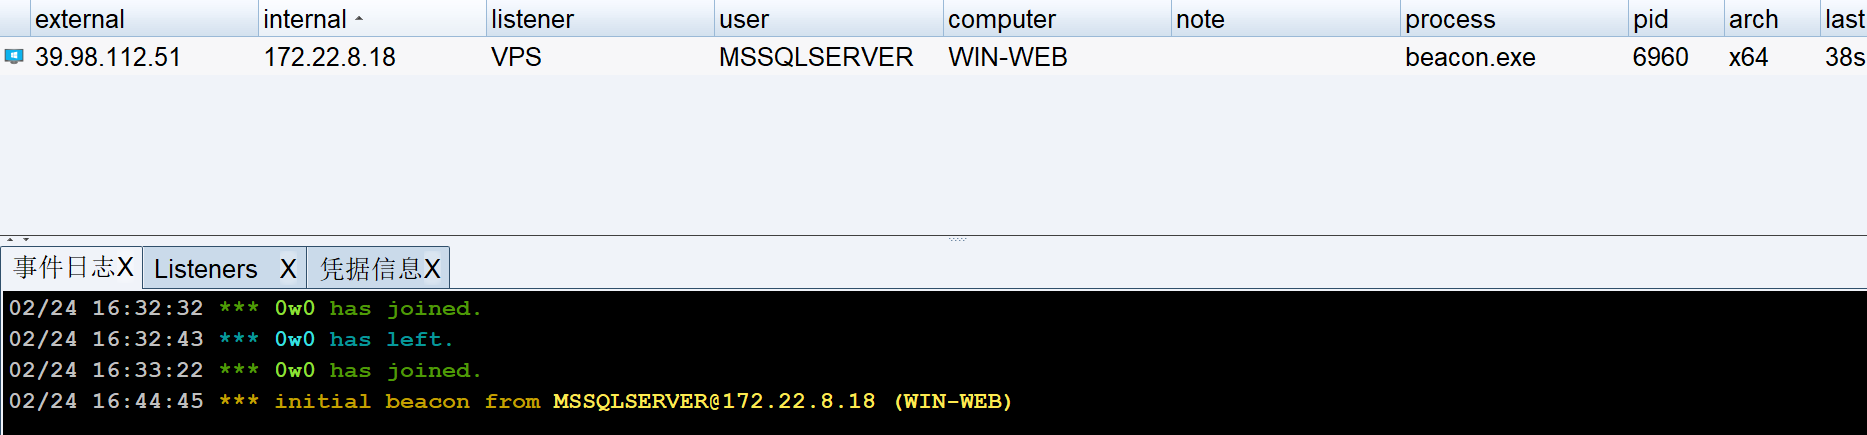 external internal listener user computer note process pid arch last
39.98.112.51 172.22.8.18 VPS MSSQLSERVER WIN-WEB beacon.exe 6960 x64 38s
事件日志X Listeners X 凭据信息X
02/24 16:32:32 *** 0w0 has joined.
02/24 16:32:43 *** 0w0 has left.
02/24 16:33:22 *** 0w0 has joined.
02/24 16:44:45 *** initial beacon from MSSQLSERVER@172.22.8.18 (WIN-WEB)